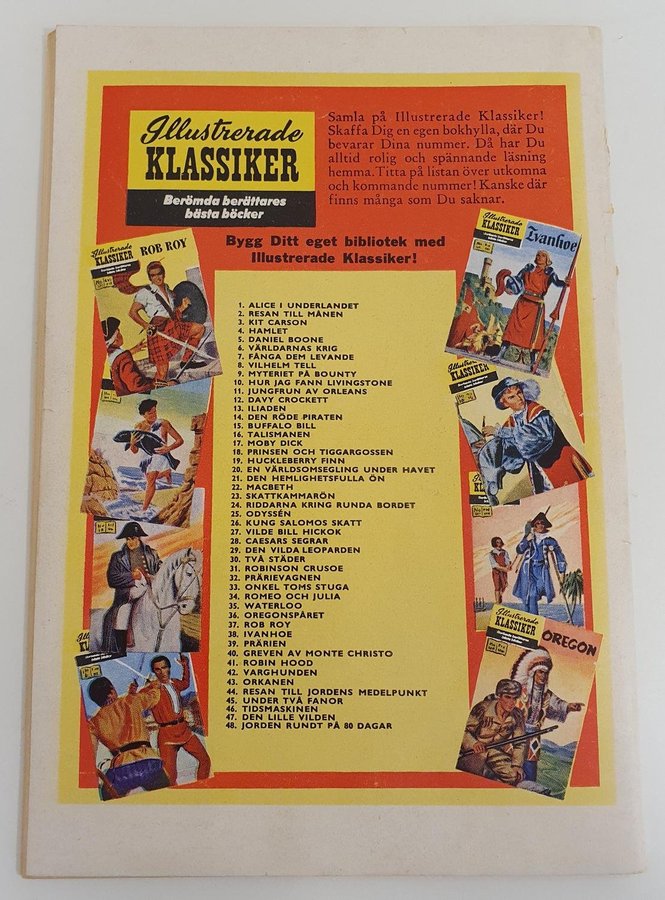 Illustrerade
KLASSIKER
Berömda berättares
bästa böcker
Samla på Illustrerade Klassiker!
Skaffa Dig en egen bokhylla, där Du
bevarar Dina nummer. Då har Du
alltid rolig och spännande läsning
hemma. Titta på listan över utkomna
och kommande nummer! Kanske där
finns många som Du saknar.
Bygg Ditt eget bibliotek med
Illustrerade Klassiker!
Illustrerade
KLASSIKER
ROB ROY
Illustrerade
KLASSIKER
Ivanhoe
1. ALICE I UNDERLANDET
2. RESAN TILL MÅNEN
3. KIT CARSON
4. HAMLET
5. DANIEL BOONE
6. VÄRLDARNAS KRIG
7. FÅNGA DEM LEVANDE
8. VILHELM TELL
9. MYTERIET PÅ BOUNTY
10. HUR JAG FANN LIVINGSTONE
11. JUNGFRUN AV ORLEANS
12. DAVY CROCKETT
13. ILIADEN
14. DEN RÖDE PIRATEN
15. BUFFALO BILL
16. TALISMANEN
17. MOBY DICK
18. PRINSEN OCH TIGGARGOSSEN
19. HUCKLEBERRY FINN
20. EN VÄRLDSOMSEGLING UNDER HAVET
21. DEN HEMLIGHETSFULLA ÖN
22. MACBETH
23. SKATTKAMMARÖN
24. RIDDARNA KRING RUNDA BORDET
25. ODYSSÉN
26. KUNG SALOMOS SKATT
27. VILDE BILL HICKOK
28. CAESARS SEGRAR
29. DEN VILDA LEOPARDEN
30. TVÅ STÄDER
31. ROBINSON CRUSOE
32. PRÄRIEVAGNEN
33. ONKEL TOMS STUGA
34. ROMEO OCH JULIA
35. WATERLOO
36. OREGONSPÅRET
37. ROB ROY
38. IVANHOE
39. PRÄRIEN
40. GREVEN AV MONTE CHRISTO
41. ROBIN HOOD
42. VARGHUNDEN
43. ORKANEN
44. RESAN TILL JORDENS MEDELPUNKT
45. UNDER TVÅ FANOR
46. TIDSMASKINEN
47. DEN LILLE VILDEN
48. JORDEN RUNDT PÅ 80 DAGAR
Illustrerade
KLASSIKER
Illustrerade
KLASSIKER
OREGON